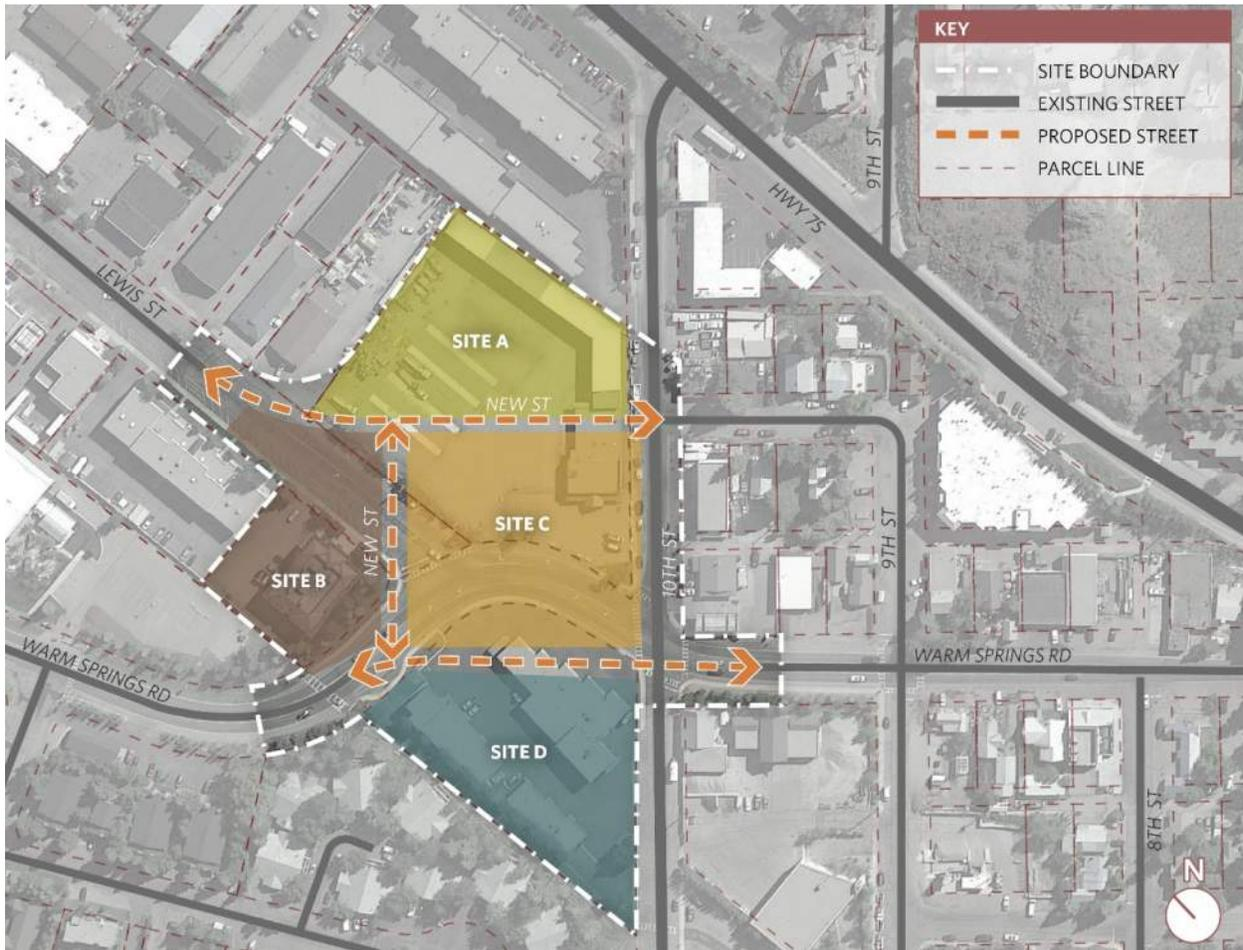 KEY
SITE BOUNDARY
EXISTING STREET
PROPOSED STREET
PARCEL LINE
9TH ST
HWY 75
LEWIS ST
SITE A
NEW ST
SITE C
NEW ST
SITE B
10TH ST
9TH ST
WARM SPRINGS RD
WARM SPRINGS RD
SITE D
8TH ST
N